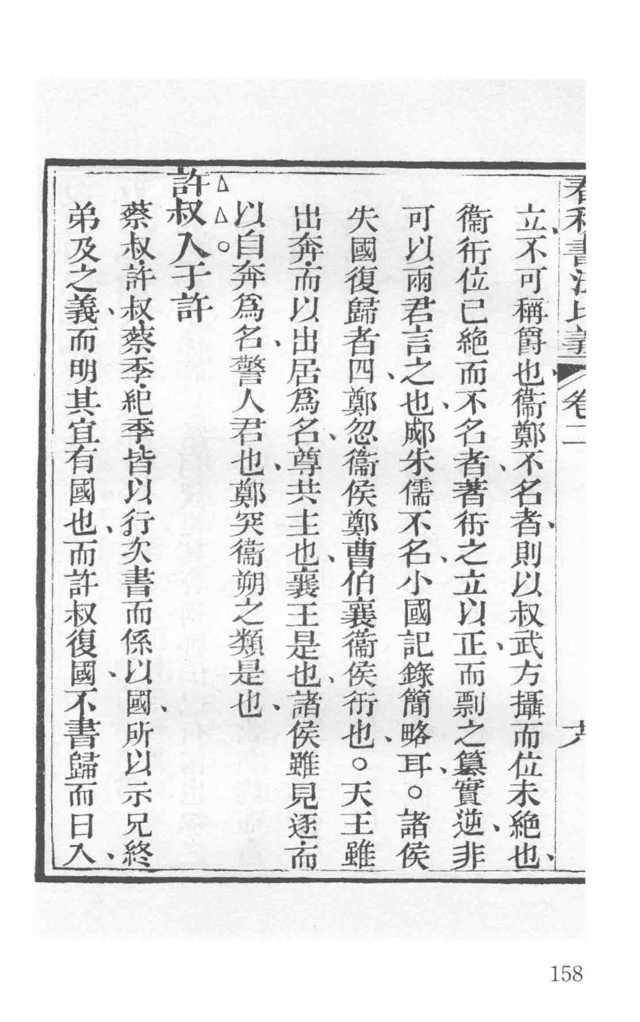 春秋書法比義 卷二
立不可稱爵也、衞鄭不名者、則以叔武方攝而位未絶也、
衞衎位已絶而不名者、著衎之立以正而剽之簒實逆、非
可以兩君言之也、郕朱儒不名、小國記錄簡略耳。諸侯
失國復歸者四、鄭忽、衞侯鄭、曹伯襄、衞侯衎也。天王雖
出奔、而以出居爲名、尊共主也、襄王是也、諸侯雖見逐、而
以自奔爲名、警人君也、鄭突衞朔之類是也、
△△○
許叔入于許
蔡叔許叔蔡季紀季皆以行次書而係以國、所以示兄終
弟及之義、而明其宜有國也、而許叔復國、不書歸而曰入、
158